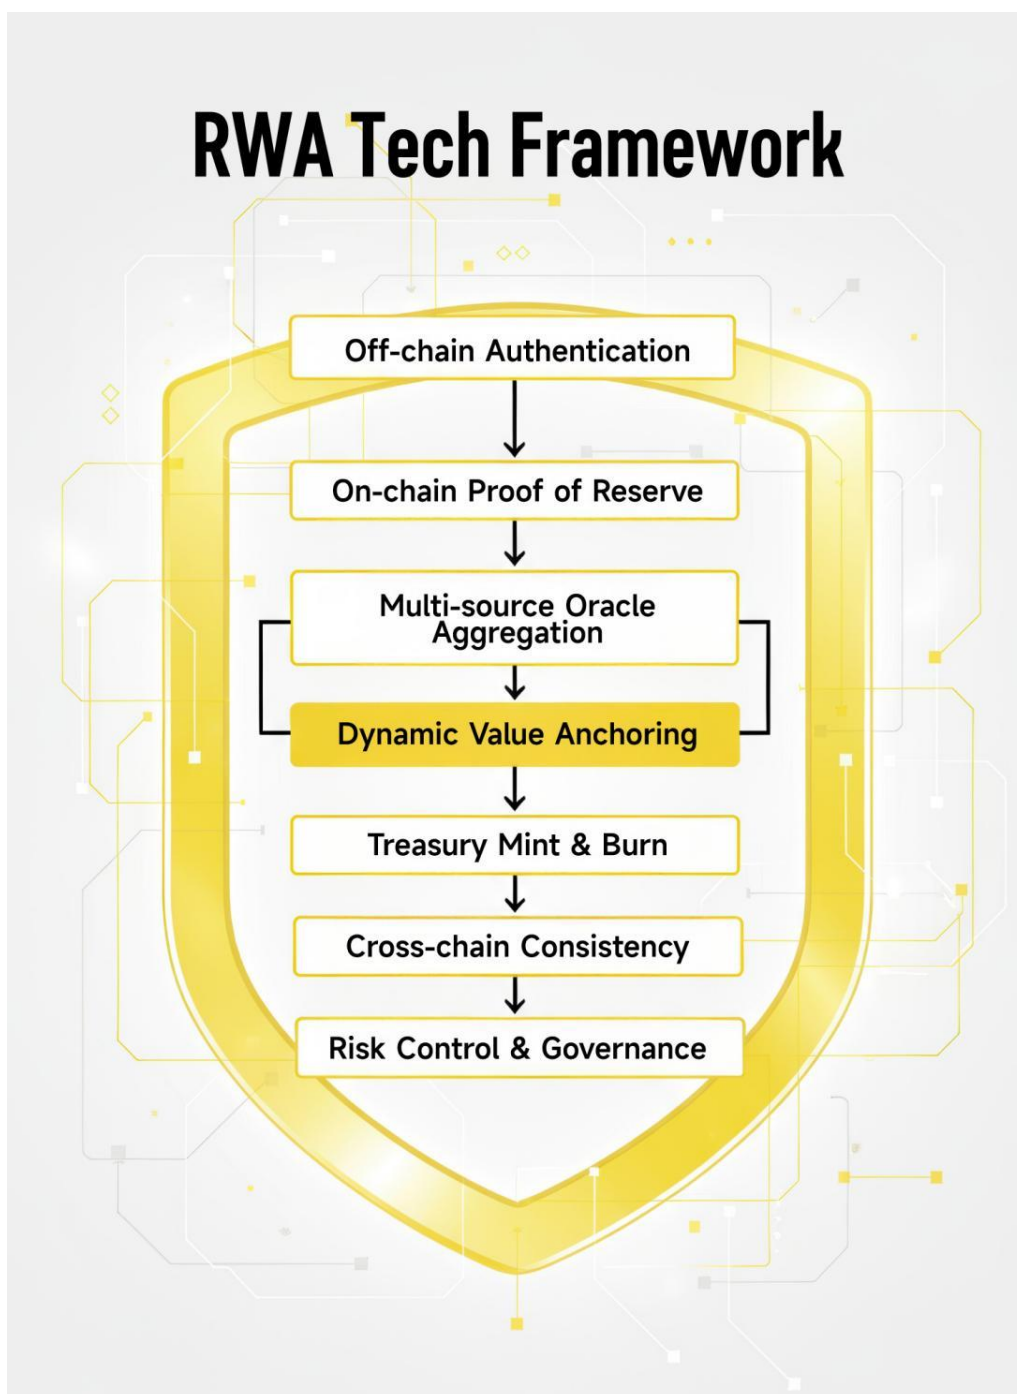 RWA Tech Framework
Off-chain Authentication
On-chain Proof of Reserve
Multi-source Oracle
Aggregation
Dynamic Value Anchoring
Treasury Mint & Burn
Cross-chain Consistency
Risk Control & Governance